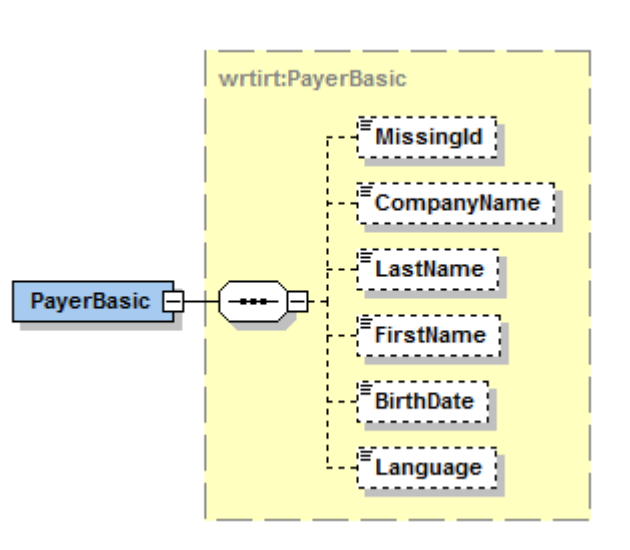 wrtirt:PayerBasic
MissingId
CompanyName
LastName
PayerBasic
FirstName
BirthDate
Language